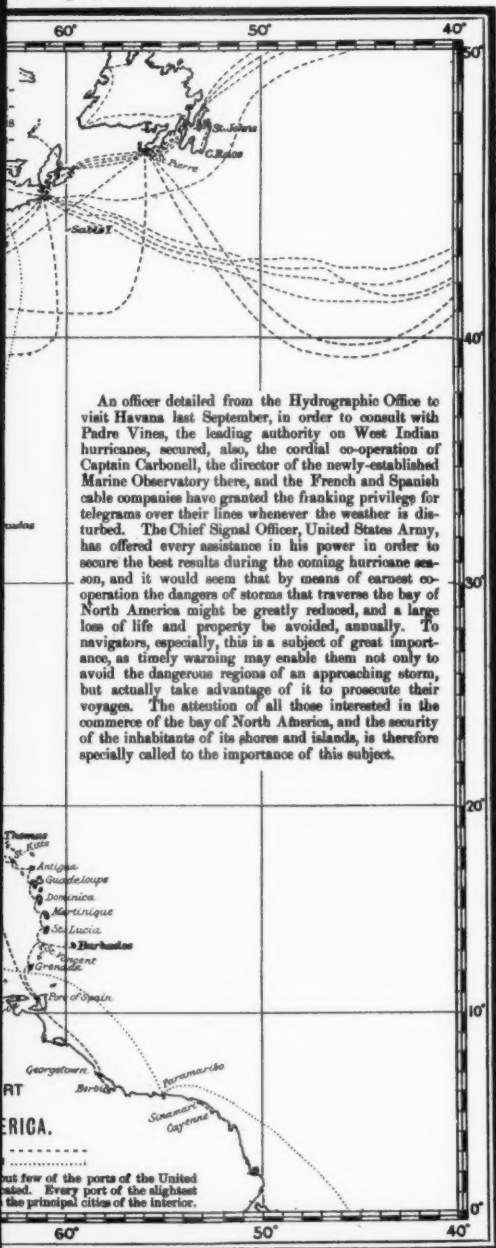 60° 50° 40°
50°
St. Johns
C. Race
Pierre
Sable I.
40°
An officer detailed from the Hydrographic Office to
visit Havana last September, in order to consult with
Padre Vines, the leading authority on West Indian
hurricanes, secured, also, the cordial co-operation of
Captain Carbonell, the director of the newly-established
Marine Observatory there, and the French and Spanish
cable companies have granted the franking privilege for
telegrams over their lines whenever the weather is dis-
turbed. The Chief Signal Officer, United States Army,
has offered every assistance in his power in order to
secure the best results during the coming hurricane sea-
son, and it would seem that by means of earnest co-
operation the dangers of storms that traverse the bay of
North America might be greatly reduced, and a large
loss of life and property be avoided, annually. To
navigators, especially, this is a subject of great import-
ance, as timely warning may enable them not only to
avoid the dangerous regions of an approaching storm,
but actually take advantage of it to prosecute their
voyages. The attention of all those interested in the
commerce of the bay of North America, and the security
of the inhabitants of its shores and islands, is therefore
specially called to the importance of this subject.
30°
20°
Thomas
St. Kitts
Antigua
Guadeloupe
Dominica
Martinique
St. Lucia
Barbados
St. Vincent
Grenada
Port of Spain
10°
Georgetown
Berbice
Paramaribo
Sinamari
Cayenne
RT
ERICA.
out few of the ports of the United
cated. Every port of the slightest
the principal cities of the interior.
0°
60° 50° 40°